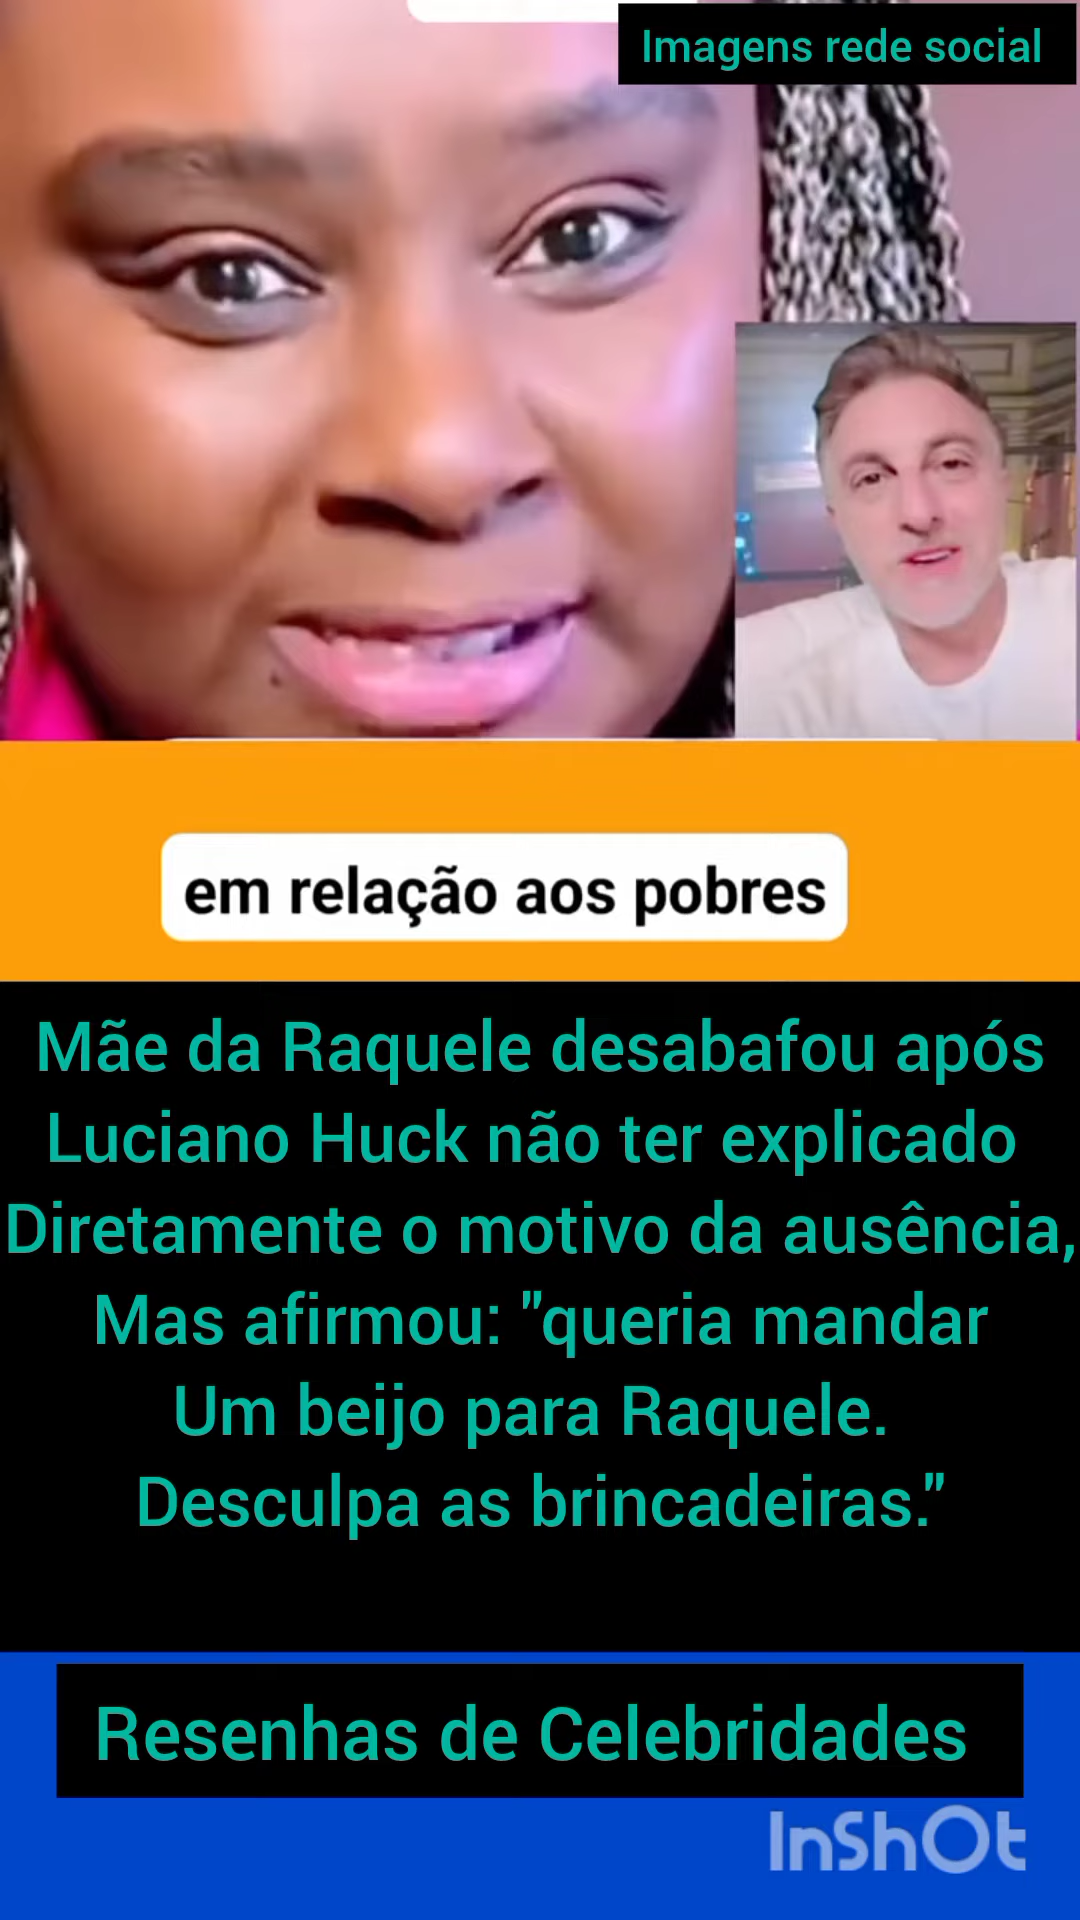 Imagens rede social
em relação aos pobres
Mãe da Raquele desabafou após
Luciano Huck não ter explicado
Diretamente o motivo da ausência,
Mas afirmou: "queria mandar
Um beijo para Raquele.
Desculpa as brincadeiras."
Resenhas de Celebridades
InShOt